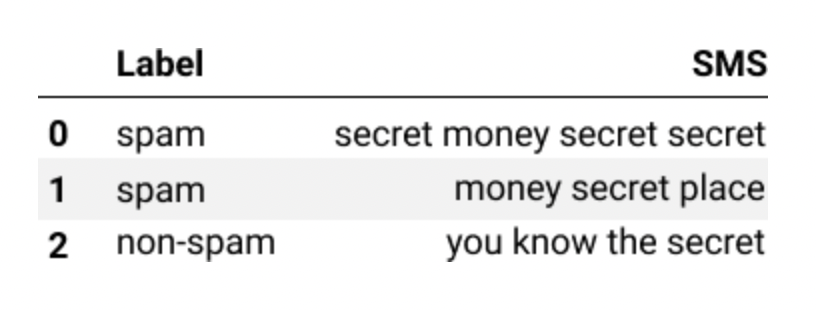 Label SMS
0 spam secret money secret secret
1 spam money secret place
2 non-spam you know the secret